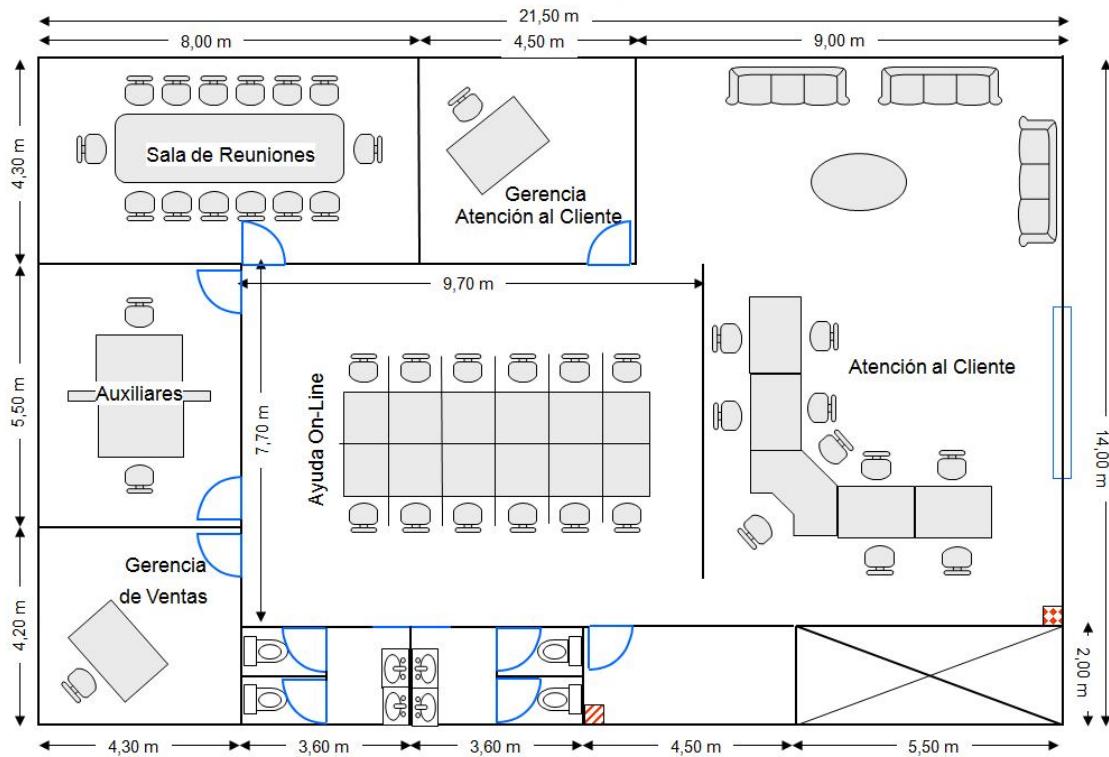 21,50 m
8,00 m
4,50 m
9,00 m
4,30 m
Sala de Reuniones
Gerencia
Atención al Cliente
9,70 m
5,50 m
Auxiliares
7,70 m
Ayuda On-Line
Atención al Cliente
14,00 m
4,20 m
Gerencia
de Ventas
2,00 m
4,30 m
3,60 m
3,60 m
4,50 m
5,50 m